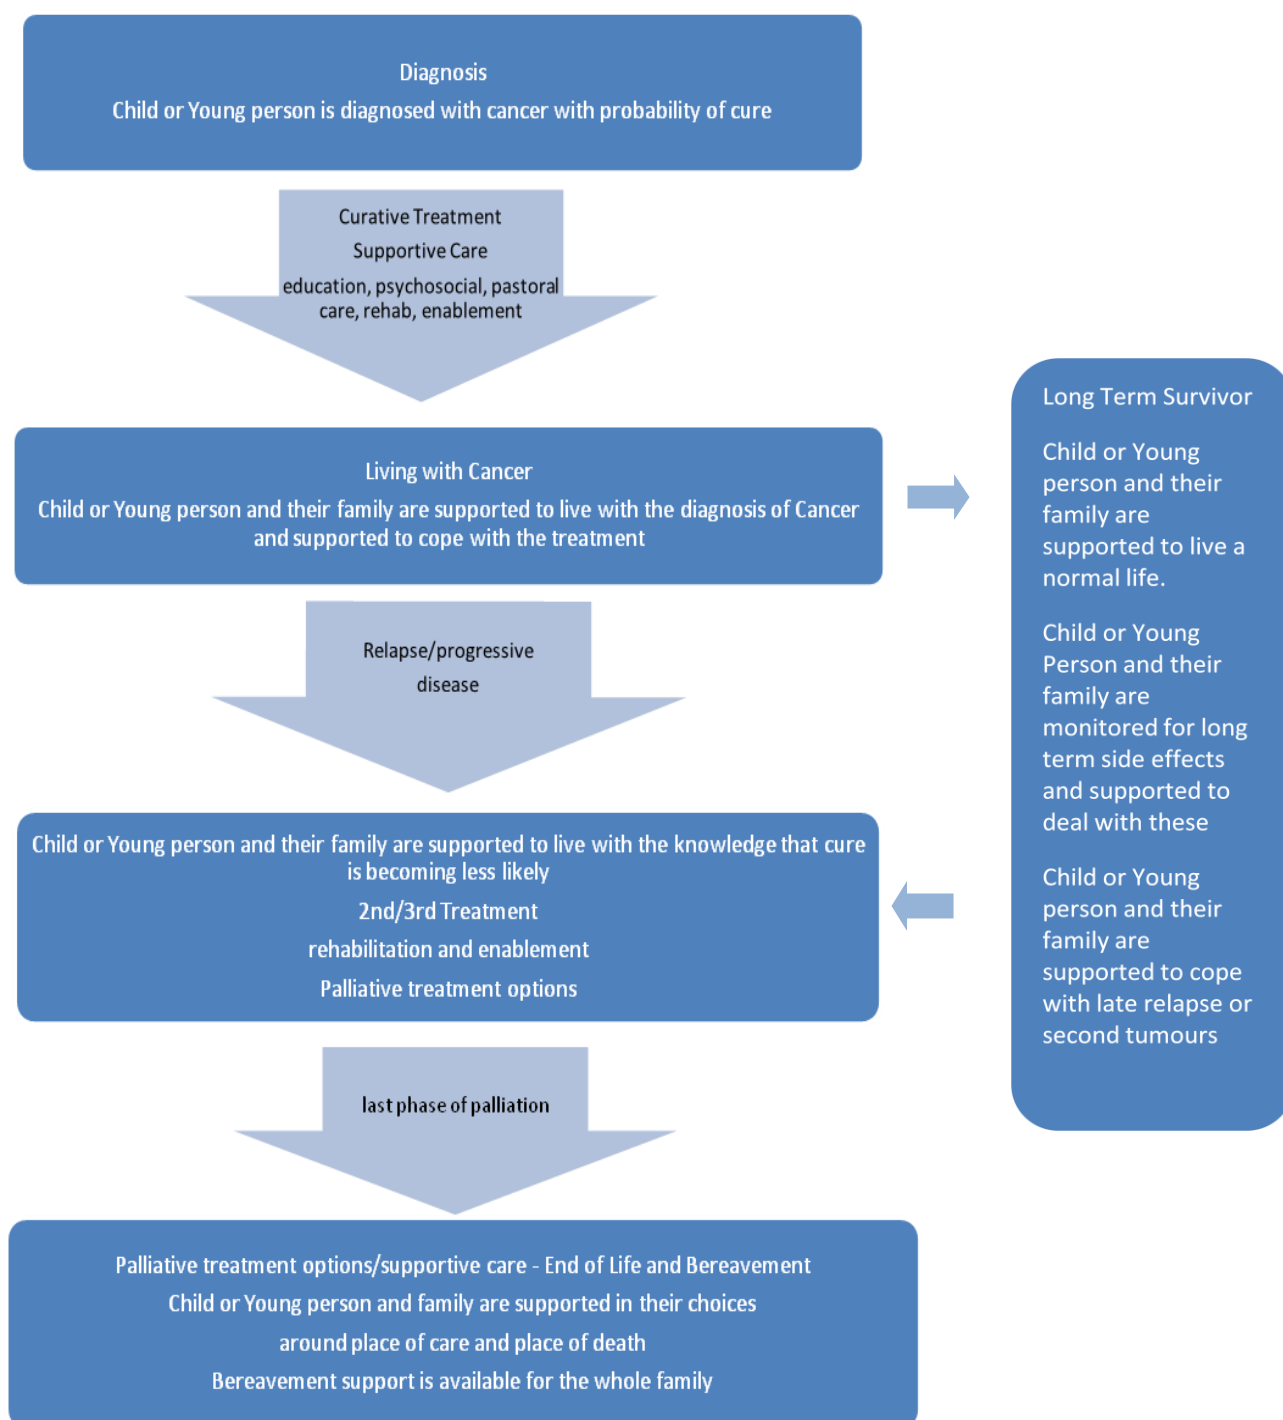 Diagnosis
Child or Young person is diagnosed with cancer with probability of cure
Curative Treatment
Supportive Care
education, psychosocial, pastoral
care, rehab, enablement
Living with Cancer
Child or Young person and their family are supported to live with the diagnosis of Cancer
and supported to cope with the treatment
Long Term Survivor
Child or Young
person and their
family are
supported to live a
normal life.
Child or Young
Person and their
family are
monitored for long
term side effects
and supported to
deal with these
Child or Young
person and their
family are
supported to cope
with late relapse or
second tumours
Relapse/progressive
disease
Child or Young person and their family are supported to live with the knowledge that cure
is becoming less likely
2nd/3rd Treatment
rehabilitation and enablement
Palliative treatment options
last phase of palliation
Palliative treatment options/supportive care - End of Life and Bereavement
Child or Young person and family are supported in their choices
around place of care and place of death
Bereavement support is available for the whole family